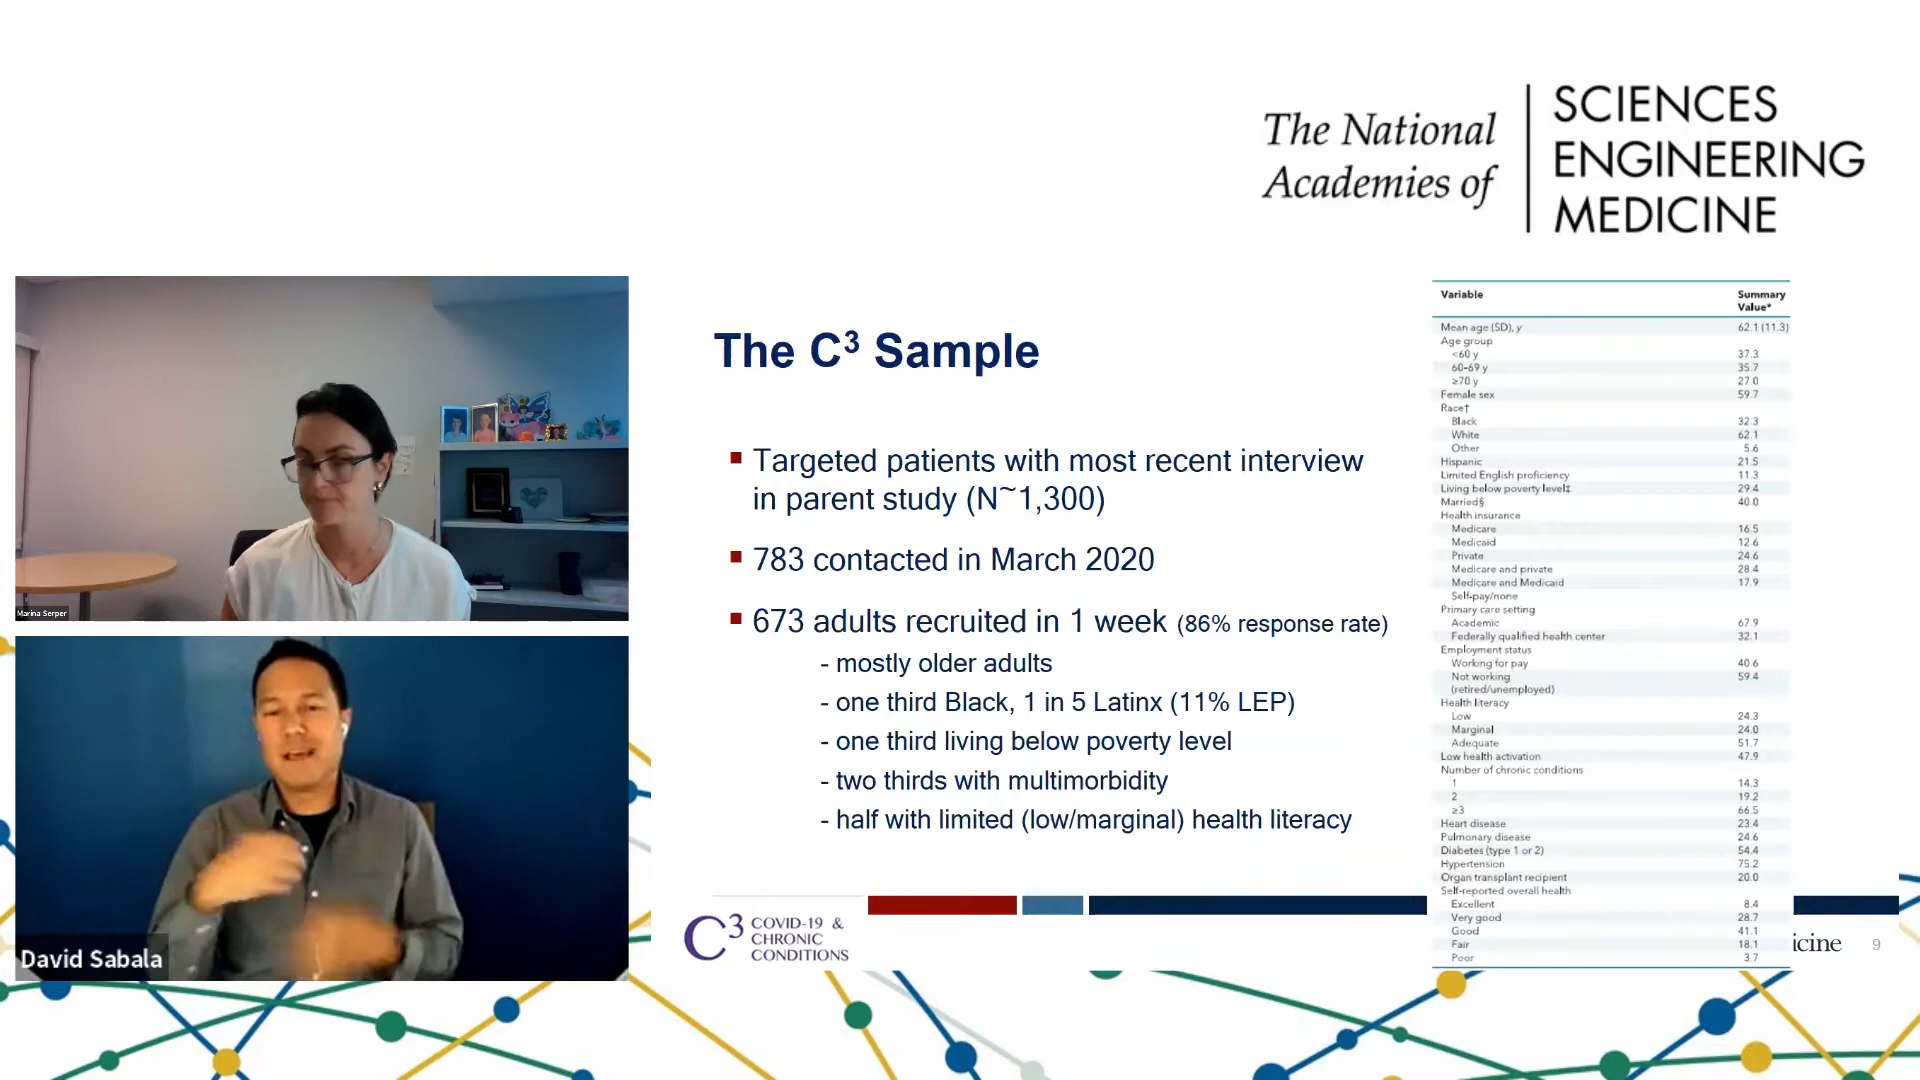 The National
Academies of
SCIENCES
ENGINEERING
MEDICINE
Marina Serper
David Sabala
The C³ Sample
▪ Targeted patients with most recent interview
in parent study (N~1,300)
▪ 783 contacted in March 2020
▪ 673 adults recruited in 1 week (86% response rate)
- mostly older adults
- one third Black, 1 in 5 Latinx (11% LEP)
- one third living below poverty level
- two thirds with multimorbidity
- half with limited (low/marginal) health literacy
C³ COVID-19 &
CHRONIC
CONDITIONS
Variable Summary
Value*
Mean age (SD), y 62.1 (11.3)
Age group
<60 y 37.3
60-69 y 35.7
≥70 y 27.0
Female sex 59.7
Race†
Black 32.3
White 62.1
Other 5.6
Hispanic 21.5
Limited English proficiency 11.3
Living below poverty level‡ 29.4
Married§ 40.0
Health insurance
Medicare 16.5
Medicaid 12.6
Private 24.6
Medicare and private 28.4
Medicare and Medicaid 17.9
Self-pay/none
Primary care setting
Academic 67.9
Federally qualified health center 32.1
Employment status
Working for pay 40.6
Not working 59.4
(retired/unemployed)
Health literacy
Low 24.3
Marginal 24.0
Adequate 51.7
Low health activation 47.9
Number of chronic conditions
1 14.3
2 19.2
≥3 66.5
Heart disease 23.4
Pulmonary disease 24.6
Diabetes (type 1 or 2) 54.4
Hypertension 75.2
Organ transplant recipient 20.0
Self-reported overall health
Excellent 8.4
Very good 28.7
Good 41.1
Fair 18.1
Poor 3.7
icine 9